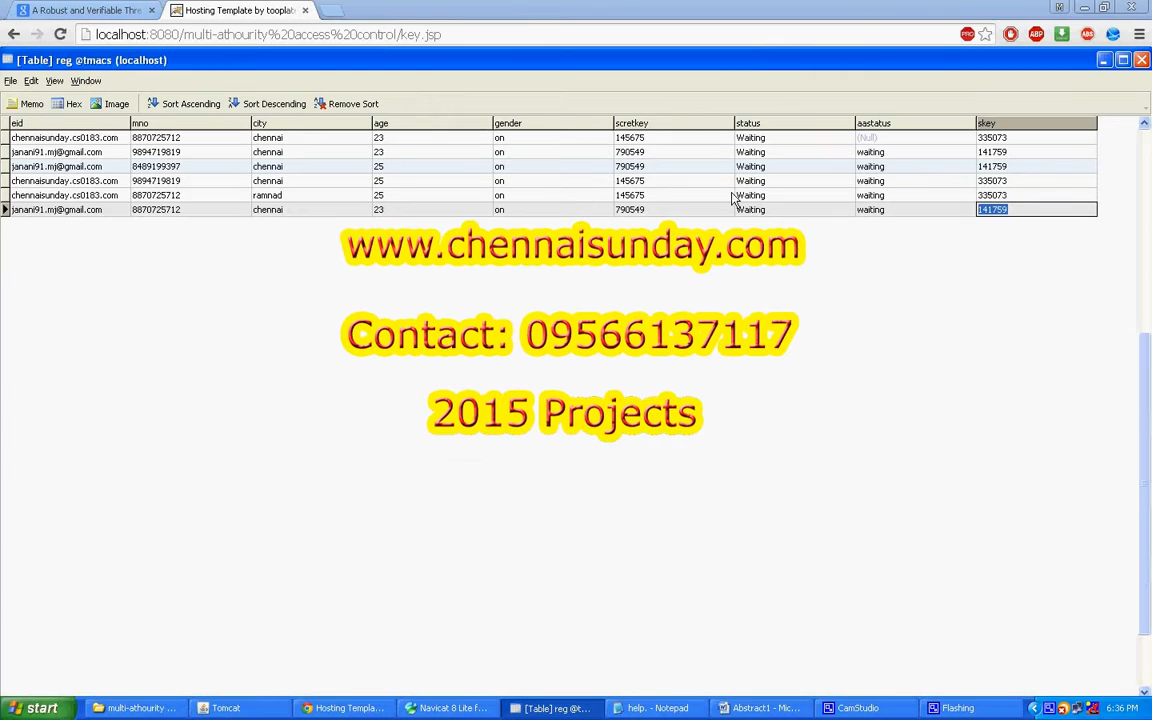 A Robust and Verifiable Thre × Hosting Template by tooplat ×
localhost:8080/multi-athourity%20access%20control/key.jsp
[Table] reg @tmacs (localhost)
File Edit View Window
Memo Hex Image Sort Ascending Sort Descending Remove Sort
eid mno city age gender scretkey status aastatus skey
chennaisunday.cs0183.com 8870725712 chennai 23 on 145675 Waiting (Null) 335073
janani91.mj@gmail.com 9894719819 chennai 23 on 790549 Waiting waiting 141759
janani91.mj@gmail.com 8489199397 chennai 25 on 790549 Waiting waiting 141759
chennaisunday.cs0183.com 9894719819 chennai 25 on 145675 Waiting waiting 335073
chennaisunday.cs0183.com 8870725712 ramnad 25 on 145675 Waiting waiting 335073
janani91.mj@gmail.com 8870725712 chennai 23 on 790549 Waiting waiting 141759
www.chennaisunday.com
Contact: 09566137117
2015 Projects
start multi-athourity ... Tomcat Hosting Templa... Navicat 8 Lite f... [Table] reg @t... help. - Notepad Abstract1 - Mic... CamStudio Flashing 6:36 PM